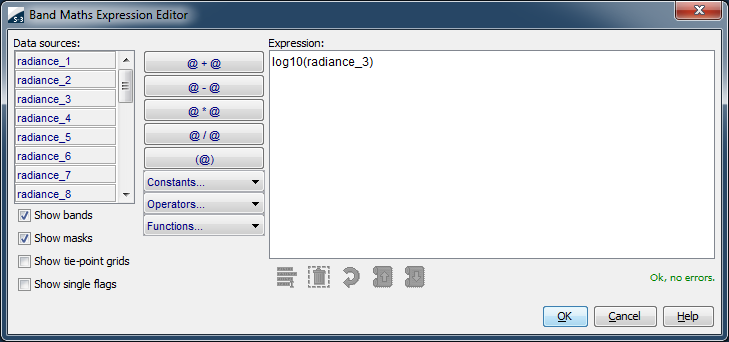 S-3 Band Maths Expression Editor
Data sources:
radiance_1
radiance_2
radiance_3
radiance_4
radiance_5
radiance_6
radiance_7
radiance_8
Show bands
Show masks
Show tie-point grids
Show single flags
@ + @
@ - @
@ * @
@ / @
(@)
Constants...
Operators...
Functions...
Expression:
log10(radiance_3)
Ok, no errors.
OK
Cancel
Help